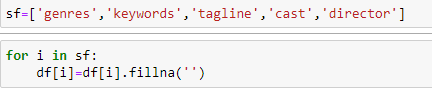 sf=['genres','keywords','tagline','cast','director']
for i in sf:
    df[i]=df[i].fillna('')